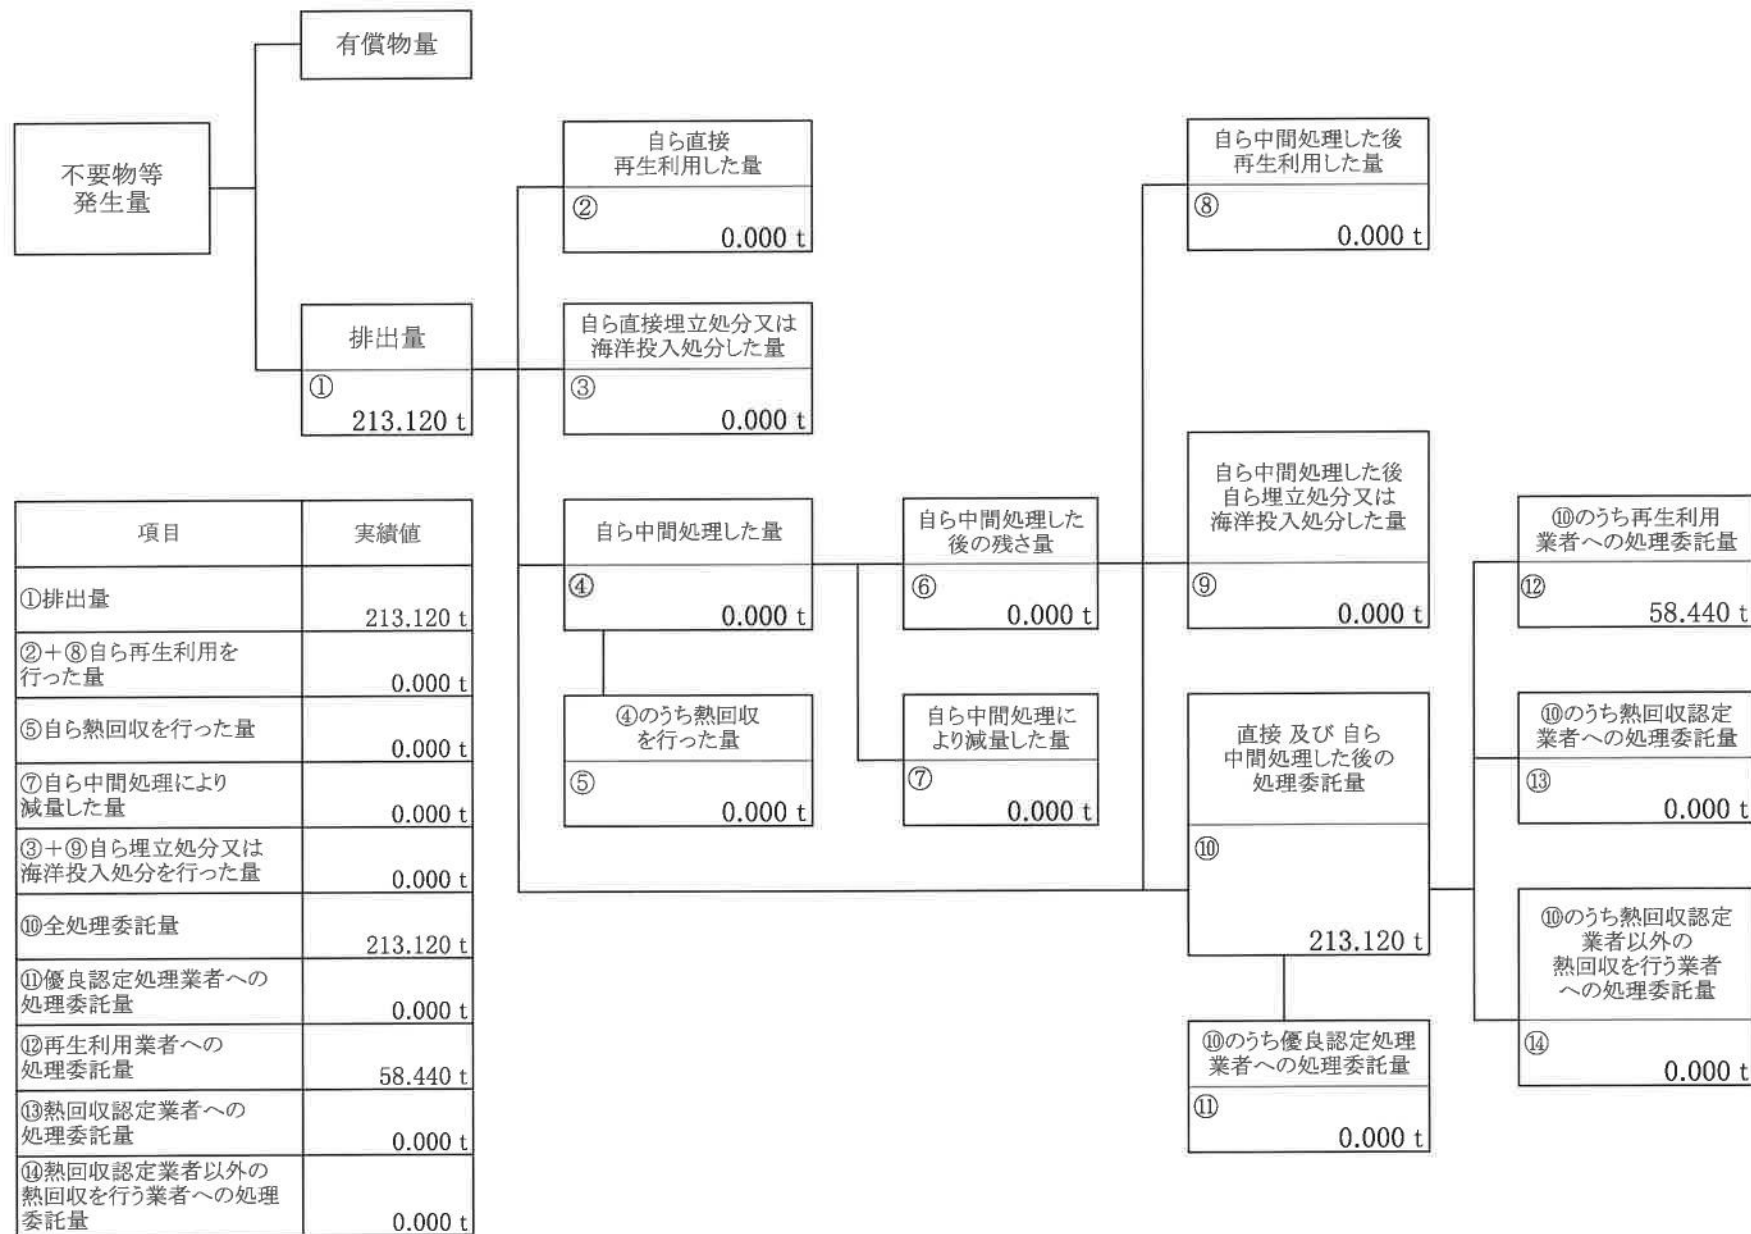 有償物量
不要物等
発生量
排出量
①
213.120 t
自ら直接
再生利用した量
②
0.000 t
自ら直接埋立処分又は
海洋投入処分した量
③
0.000 t
自ら中間処理した量
④
0.000 t
④のうち熱回収
を行った量
⑤
0.000 t
自ら中間処理した
後の残さ量
⑥
0.000 t
自ら中間処理に
より減量した量
⑦
0.000 t
自ら中間処理した後
再生利用した量
⑧
0.000 t
自ら中間処理した後
自ら埋立処分又は
海洋投入処分した量
⑨
0.000 t
直接 及び 自ら
中間処理した後の
処理委託量
⑩
213.120 t
⑩のうち優良認定処理
業者への処理委託量
⑪
0.000 t
⑩のうち再生利用
業者への処理委託量
⑫
58.440 t
⑩のうち熱回収認定
業者への処理委託量
⑬
0.000 t
⑩のうち熱回収認定
業者以外の
熱回収を行う業者
への処理委託量
⑭
0.000 t
項目 実績値
①排出量
213.120 t
②+⑧自ら再生利用を
行った量
0.000 t
⑤自ら熱回収を行った量
0.000 t
⑦自ら中間処理により
減量した量
0.000 t
③+⑨自ら埋立処分又は
海洋投入処分を行った量
0.000 t
⑩全処理委託量
213.120 t
⑪優良認定処理業者への
処理委託量
0.000 t
⑫再生利用業者への
処理委託量
58.440 t
⑬熱回収認定業者への
処理委託量
0.000 t
⑭熱回収認定業者以外の
熱回収を行う業者への処理
委託量
0.000 t